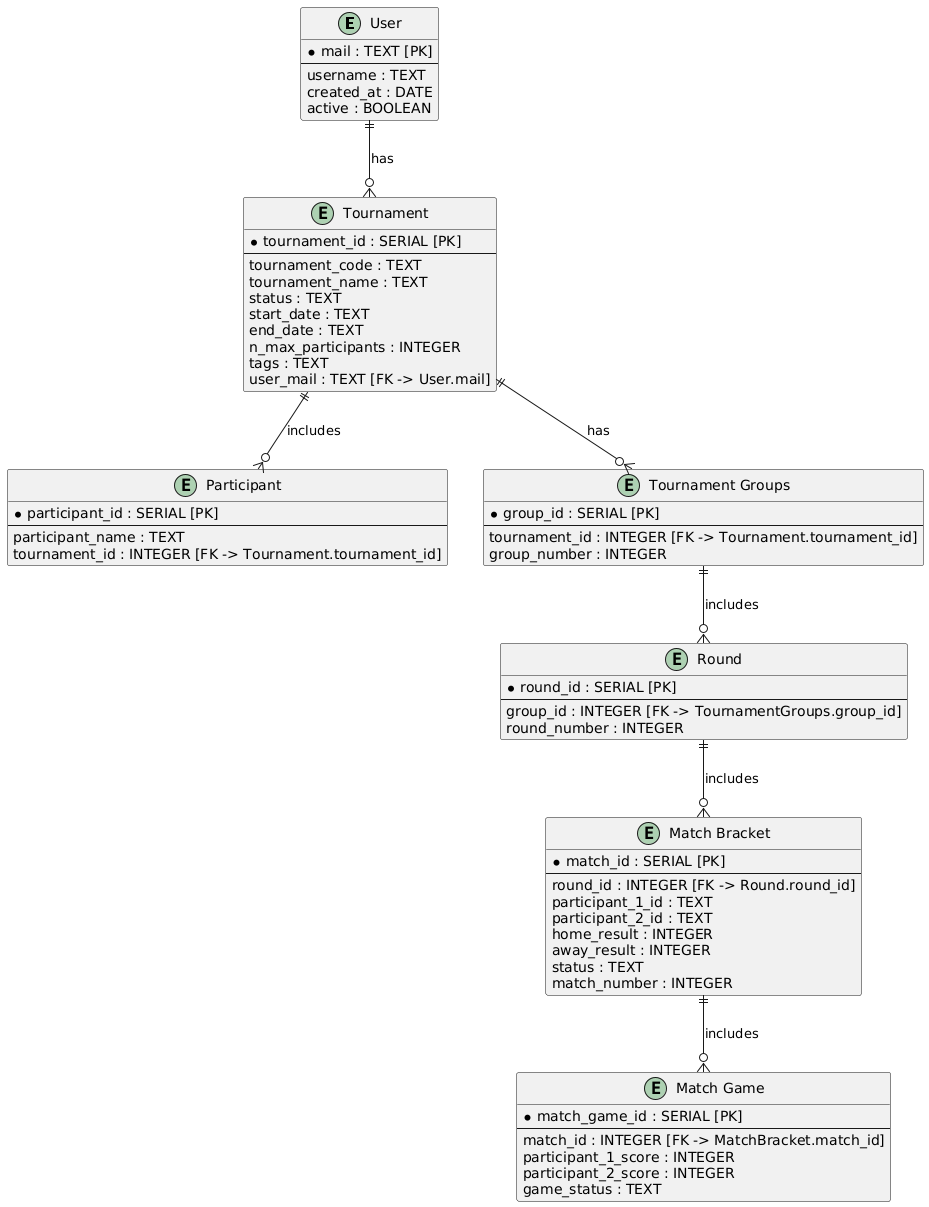 E User
* mail : TEXT [PK]
username : TEXT
created_at : DATE
active : BOOLEAN
has
E Tournament
* tournament_id : SERIAL [PK]
tournament_code : TEXT
tournament_name : TEXT
status : TEXT
start_date : TEXT
end_date : TEXT
n_max_participants : INTEGER
tags : TEXT
user_mail : TEXT [FK -> User.mail]
includes
has
E Participant
* participant_id : SERIAL [PK]
participant_name : TEXT
tournament_id : INTEGER [FK -> Tournament.tournament_id]
E Tournament Groups
* group_id : SERIAL [PK]
tournament_id : INTEGER [FK -> Tournament.tournament_id]
group_number : INTEGER
includes
E Round
* round_id : SERIAL [PK]
group_id : INTEGER [FK -> TournamentGroups.group_id]
round_number : INTEGER
includes
E Match Bracket
* match_id : SERIAL [PK]
round_id : INTEGER [FK -> Round.round_id]
participant_1_id : TEXT
participant_2_id : TEXT
home_result : INTEGER
away_result : INTEGER
status : TEXT
match_number : INTEGER
includes
E Match Game
* match_game_id : SERIAL [PK]
match_id : INTEGER [FK -> MatchBracket.match_id]
participant_1_score : INTEGER
participant_2_score : INTEGER
game_status : TEXT